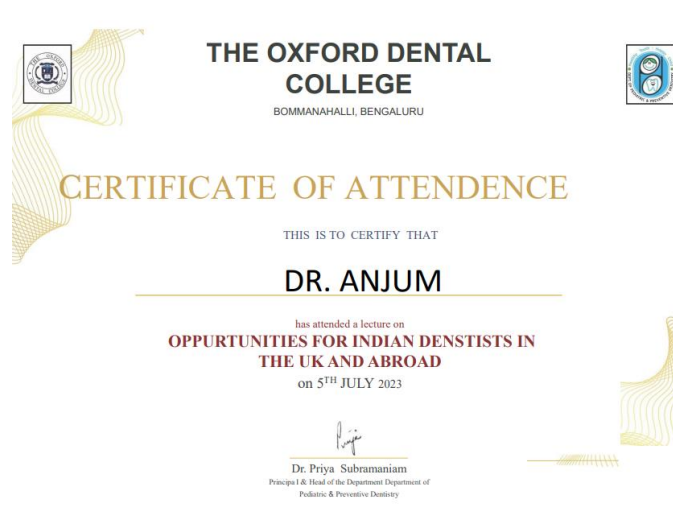 THE OXFORD DENTAL
COLLEGE
BOMMANAHALLI, BENGALURU
CERTIFICATE OF ATTENDENCE
THIS IS TO CERTIFY THAT
DR. ANJUM
has attended a lecture on
OPPURTUNITIES FOR INDIAN DENSTISTS IN
THE UK AND ABROAD
on 5TH JULY 2023
Dr. Priya Subramaniam
Principal & Head of the Department Department of
Pediatric & Preventive Dentistry